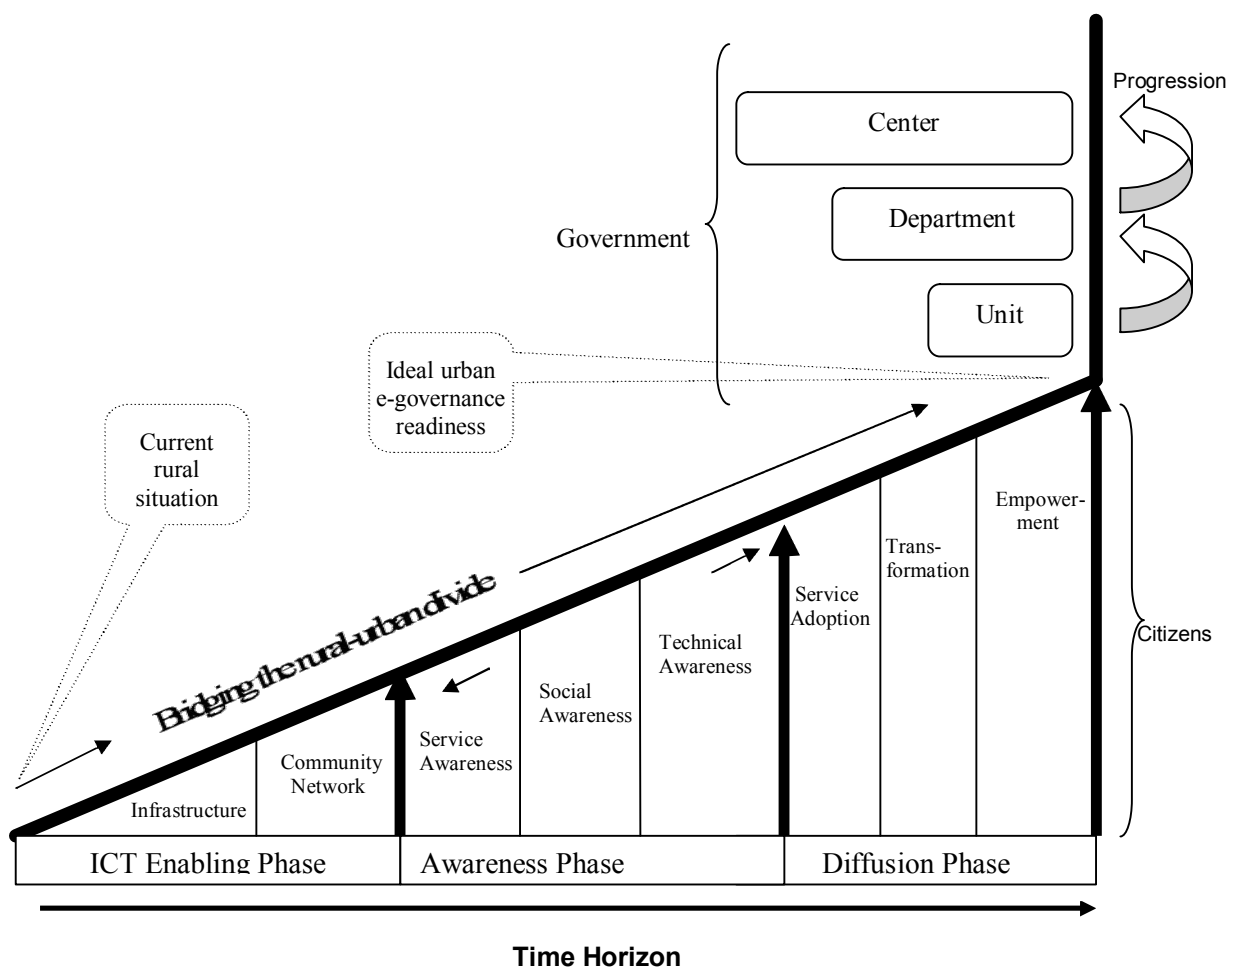 Progression
Center
Department
Government
Unit
Ideal urban
e-governance
readiness
Current
rural
situation
Empower-
ment
Trans-
formation
Service
Adoption
Citizens
Bridging the rural-urban divide
Technical
Awareness
Social
Awareness
Service
Awareness
Community
Network
Infrastructure
ICT Enabling Phase
Awareness Phase
Diffusion Phase
Time Horizon